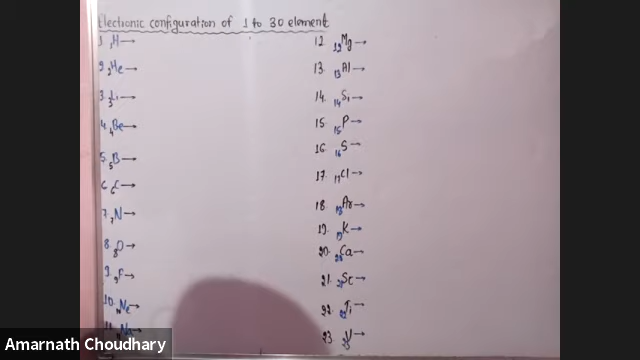 Electronic configuration of 1 to 30 element
1. ₁H →
2. ₂He →
3. ₃Li →
4. ₄Be →
5. ₅B →
6. ₆C →
7. ₇N →
8. ₈O →
9. ₉F →
10. ₁₀Ne →
11. ₁₁Na →
12. ₁₂Mg →
13. ₁₃Al →
14. ₁₄Si →
15. ₁₅P →
16. ₁₆S →
17. ₁₇Cl →
18. ₁₈Ar →
19. ₁₉K →
20. ₂₀Ca →
21. ₂₁Sc →
22. ₂₂Ti →
23. ₂₃V →
Amarnath Choudhary